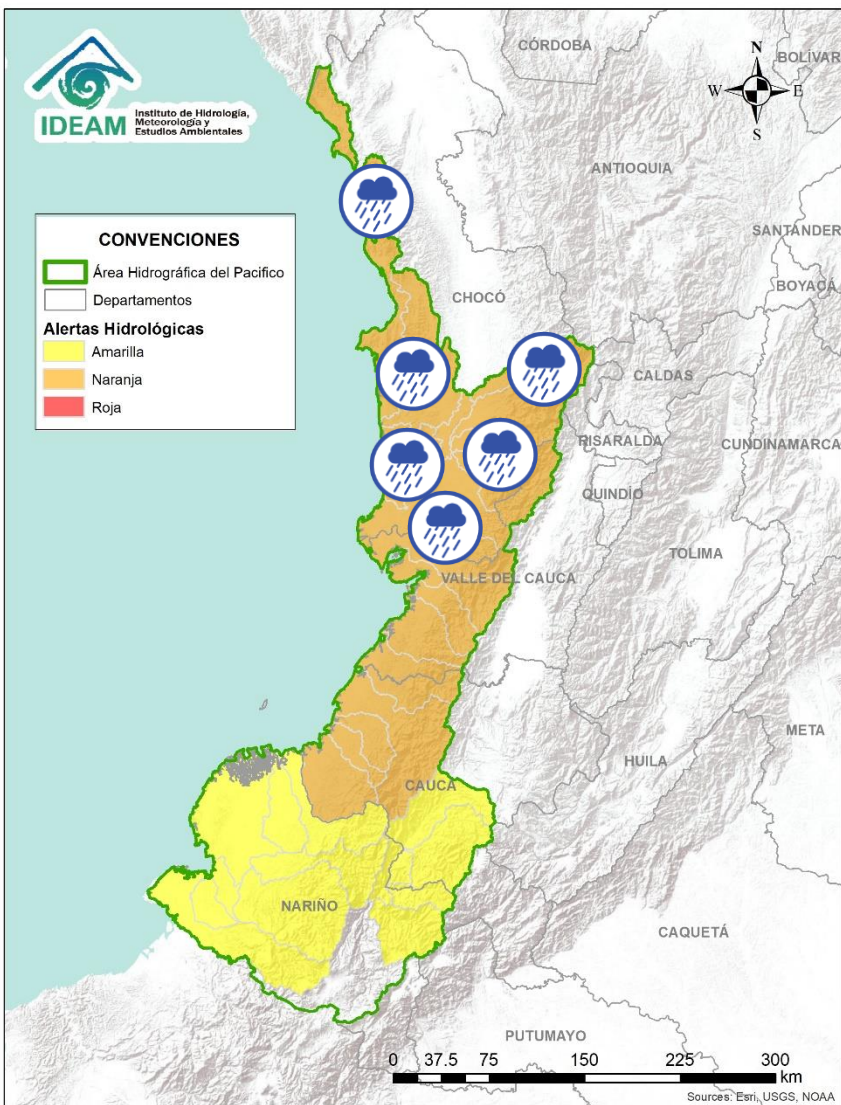 IDEAM
Instituto de Hidrología,
Meteorología y
Estudios Ambientales
CÓRDOBA
BOLÍVAR
N
W
E
S
ANTIOQUIA
SANTÁNDER
BOYACÁ
CONVENCIONES
Área Hidrográfica del Pacifico
Departamentos
Alertas Hidrológicas
Amarilla
Naranja
Roja
CHOCÓ
CALDAS
RISARALDA
CUNDINAMARCA
QUINDÍO
TOLIMA
VALLE DEL CAUCA
META
HUILA
CAUCA
NARIÑO
CAQUETÁ
PUTUMAYO
0 37.5 75 150 225 300
km
Sources: Esri, USGS, NOAA